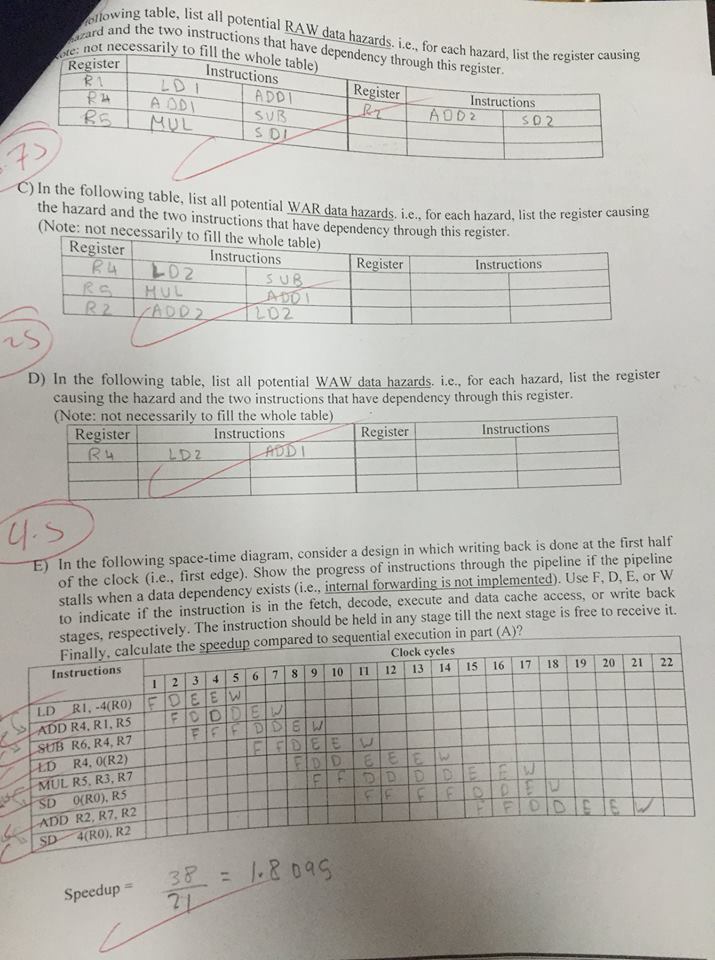 following table, list all potential RAW data hazards. i.e., for each hazard, list the register causing
hazard and the two instructions that have dependency through this register.
not necessarily to fill the whole table)
Register Instructions Register Instructions
R1 LD1 ADD1 R2 ADD2 SD2
R4 ADD1 SUB
R5 MUL SD1
C) In the following table, list all potential WAR data hazards. i.e., for each hazard, list the register causing
the hazard and the two instructions that have dependency through this register.
(Note: not necessarily to fill the whole table)
Register Instructions Register Instructions
R4 LD2 SUB
R5 MUL ADD1
R2 ADD2 LD2
25
D) In the following table, list all potential WAW data hazards. i.e., for each hazard, list the register
causing the hazard and the two instructions that have dependency through this register.
(Note: not necessarily to fill the whole table)
Register Instructions Register Instructions
R4 LD2 ADD1
4.5
E) In the following space-time diagram, consider a design in which writing back is done at the first half
of the clock (i.e., first edge). Show the progress of instructions through the pipeline if the pipeline
stalls when a data dependency exists (i.e., internal forwarding is not implemented). Use F, D, E, or W
to indicate if the instruction is in the fetch, decode, execute and data cache access, or write back
stages, respectively. The instruction should be held in any stage till the next stage is free to receive it.
Finally, calculate the speedup compared to sequential execution in part (A)?
Instructions Clock cycles
1 2 3 4 5 6 7 8 9 10 11 12 13 14 15 16 17 18 19 20 21 22
LD R1, -4(R0) F D E E W
ADD R4, R1, R5 F D D D E W
SUB R6, R4, R7 F F F D D E W
LD R4, 0(R2) F F D E E W
MUL R5, R3, R7 F D D E E E W
SD 0(R0), R5 F F D D D D E E W
ADD R2, R7, R2 F F F F D D E W
SD 4(R0), R2 F F D D E E W
Speedup = 38/21 = 1.8095